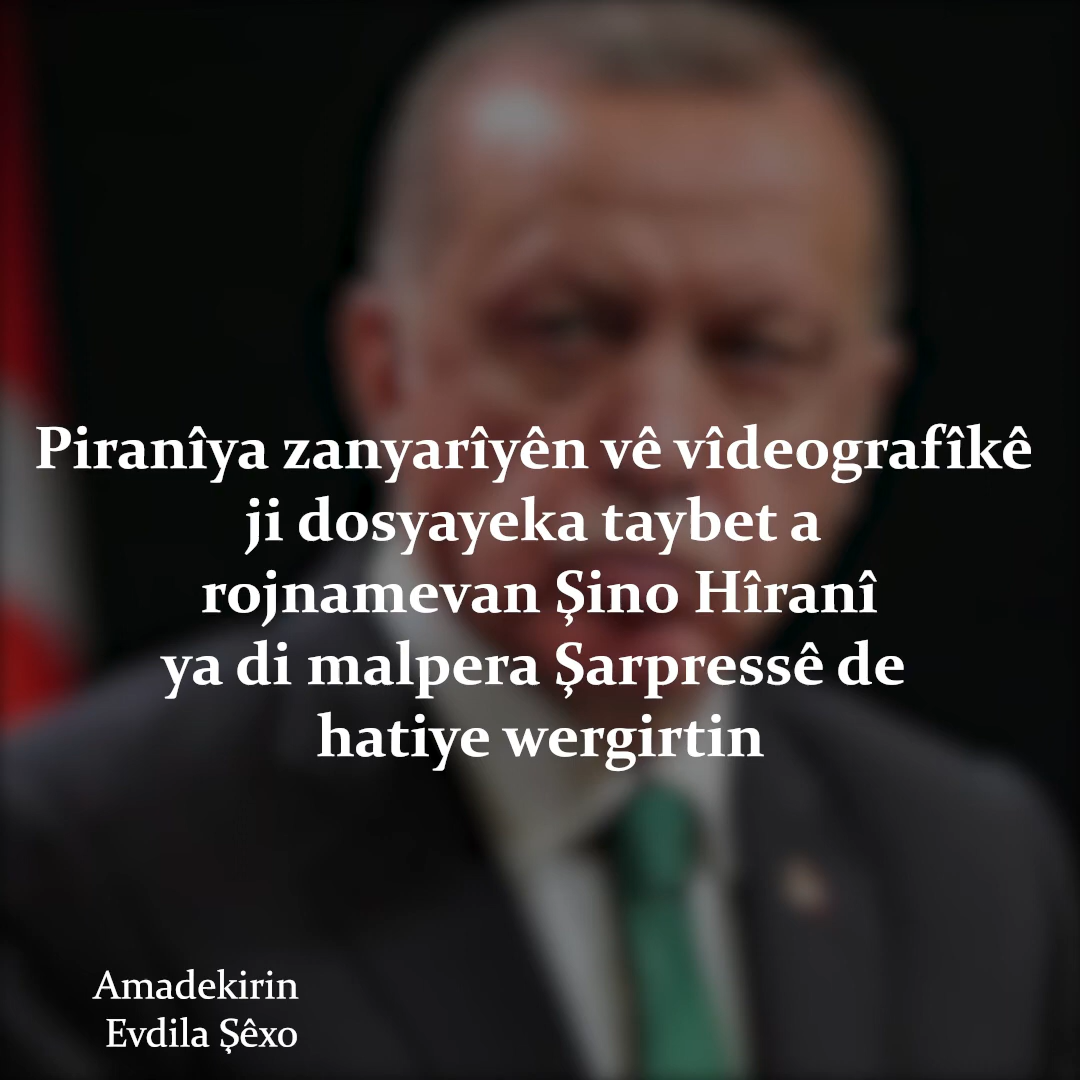 Piranîya zanyarîyên vê vîdeografîkê
ji dosyayeka taybet a
rojnamevan Şino Hîranî
ya di malpera Şarpressê de
hatiye wergirtin
Amadekirin
Evdila Şêxo